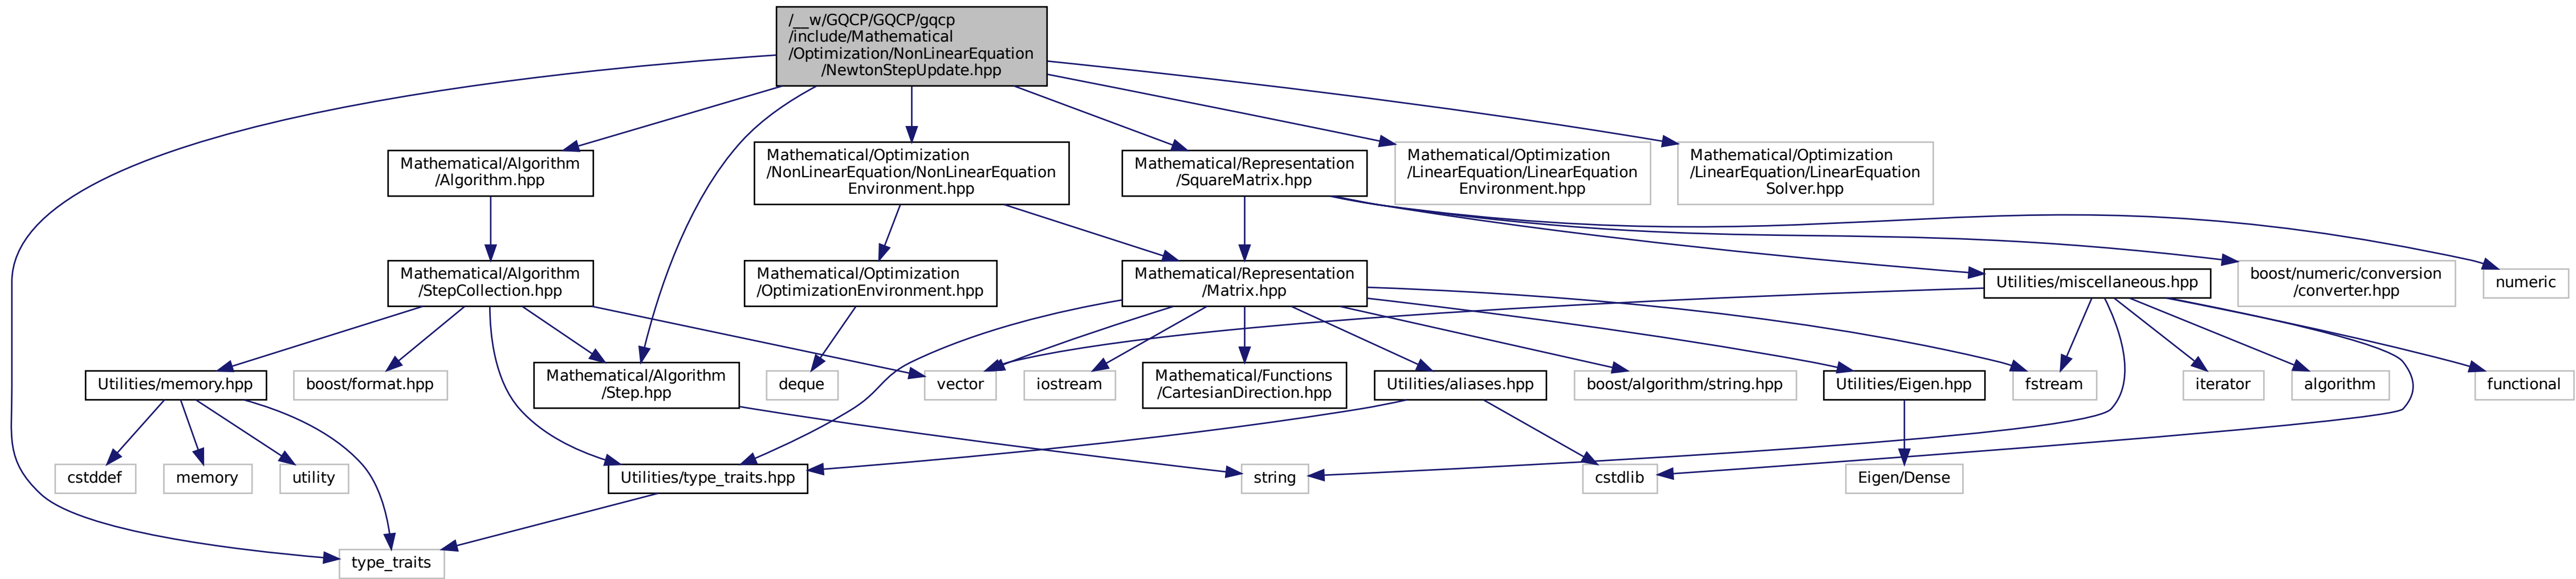 /__w/GQCP/GQCP/gqcp
/include/Mathematical
/Optimization/NonLinearEquation
/NewtonStepUpdate.hpp
Mathematical/Algorithm
/Algorithm.hpp
Mathematical/Optimization
/NonLinearEquation/NonLinearEquation
Environment.hpp
Mathematical/Representation
/SquareMatrix.hpp
Mathematical/Optimization
/LinearEquation/LinearEquation
Environment.hpp
Mathematical/Optimization
/LinearEquation/LinearEquation
Solver.hpp
Mathematical/Algorithm
/StepCollection.hpp
Mathematical/Optimization
/OptimizationEnvironment.hpp
Mathematical/Representation
/Matrix.hpp
Utilities/miscellaneous.hpp
boost/numeric/conversion
/converter.hpp
numeric
Utilities/memory.hpp
boost/format.hpp
Mathematical/Algorithm
/Step.hpp
deque
vector
iostream
Mathematical/Functions
/CartesianDirection.hpp
Utilities/aliases.hpp
boost/algorithm/string.hpp
Utilities/Eigen.hpp
fstream
iterator
algorithm
functional
cstddef
memory
utility
Utilities/type_traits.hpp
string
cstdlib
Eigen/Dense
type_traits